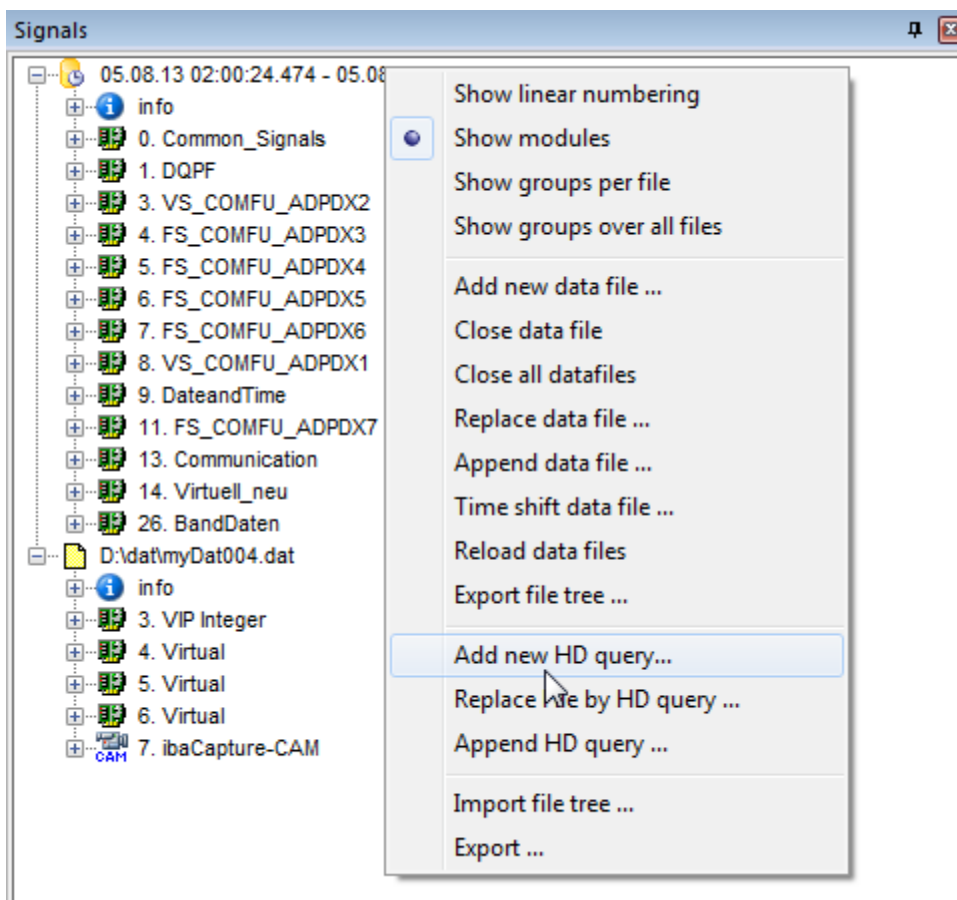 Signals
05.08.13 02:00:24.474 - 05.08
info
0. Common_Signals
1. DQPF
3. VS_COMFU_ADPDX2
4. FS_COMFU_ADPDX3
5. FS_COMFU_ADPDX4
6. FS_COMFU_ADPDX5
7. FS_COMFU_ADPDX6
8. VS_COMFU_ADPDX1
9. DateandTime
11. FS_COMFU_ADPDX7
13. Communication
14. Virtuell_neu
26. BandDaten
D:\dat\myDat004.dat
info
3. VIP Integer
4. Virtual
5. Virtual
6. Virtual
CAM
7. ibaCapture-CAM
Show linear numbering
Show modules
Show groups per file
Show groups over all files
Add new data file ...
Close data file
Close all datafiles
Replace data file ...
Append data file ...
Time shift data file ...
Reload data files
Export file tree ...
Add new HD query...
Replace file by HD query ...
Append HD query ...
Import file tree ...
Export ...